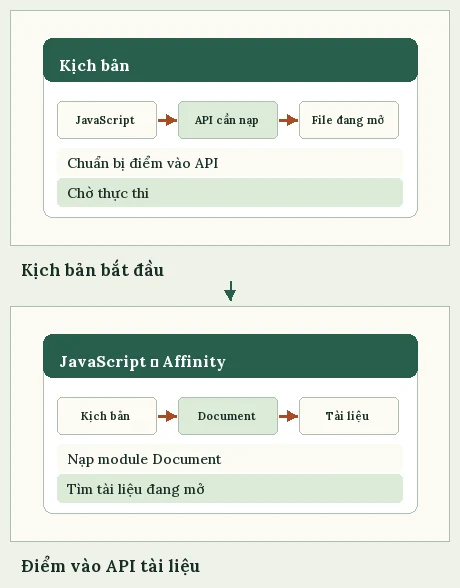 Kịch bản
JavaScript
API cần nạp
File đang mở
Chuẩn bị điểm vào API
Chờ thực thi
Kịch bản bắt đầu
JavaScript ▯ Affinity
Kịch bản
Document
Tài liệu
Nạp module Document
Tìm tài liệu đang mở
Điểm vào API tài liệu